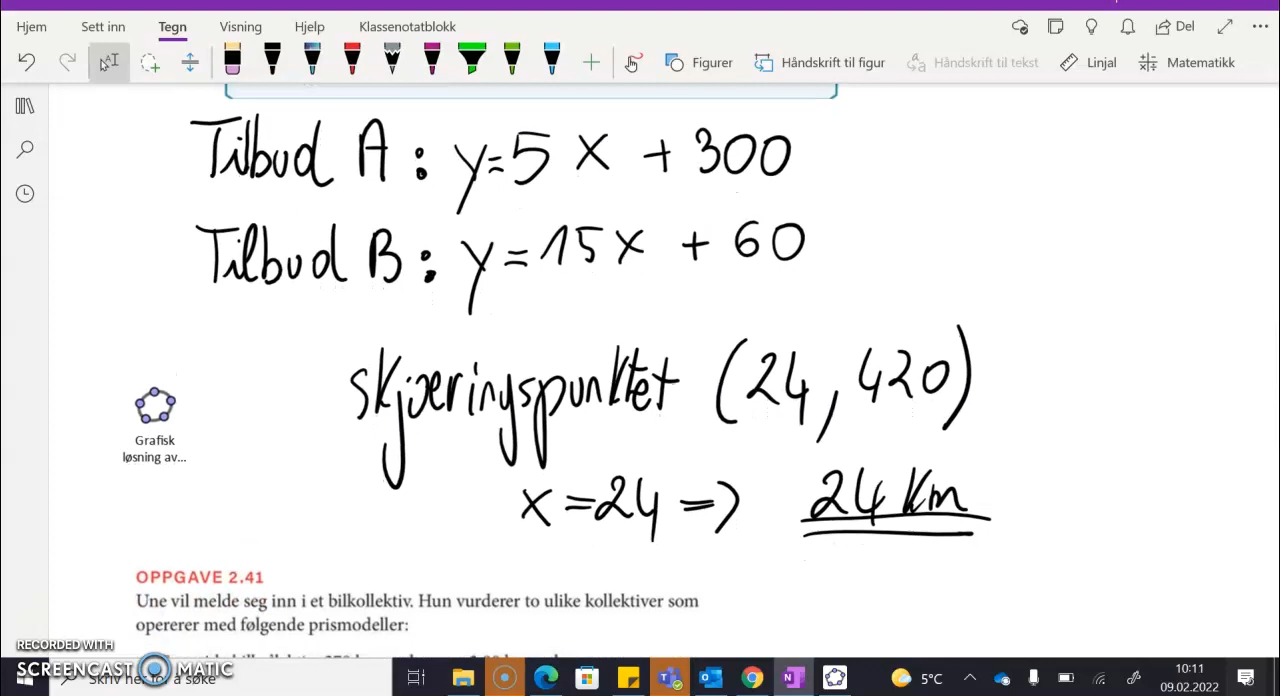 Hjem Sett inn Tegn Visning Hjelp Klassenotatblokk Del
Figurer Håndskrift til figur Håndskrift til tekst Linjal Matematikk
Tilbud A : y=5x + 300
Tilbud B : y=15x + 60
skjæringspunktet (24, 420)
x=24 => 24 km
Grafisk
løsning av...
OPPGAVE 2.41
Une vil melde seg inn i et bilkollektiv. Hun vurderer to ulike kollektiver som
opererer med følgende prismodeller:
RECORDED WITH
SCREENCAST MATIC
Skriv her for å søke
5°C
10:11
09.02.2022